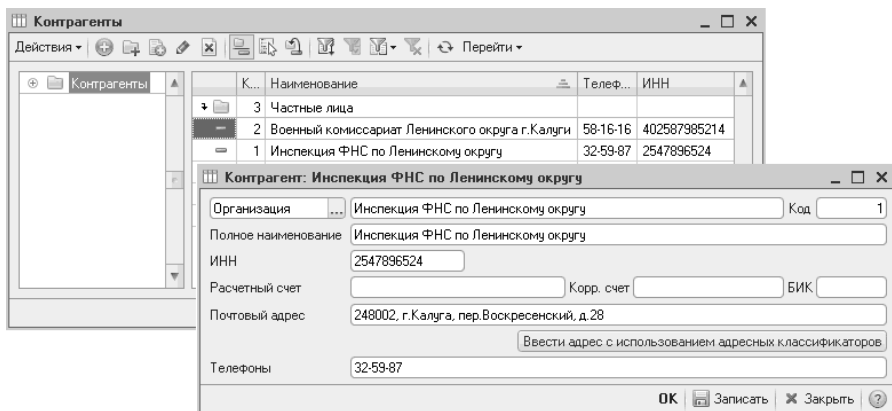 Контрагенты
Действия Перейти
Контрагенты
К... Наименование Телеф... ИНН
3 Частные лица
2 Военный комиссариат Ленинского округа г.Калуги 58-16-16 402587985214
1 Инспекция ФНС по Ленинскому округу 32-59-87 2547896524
Контрагент: Инспекция ФНС по Ленинскому округу
Организация ... Инспекция ФНС по Ленинскому округу Код 1
Полное наименование Инспекция ФНС по Ленинскому округу
ИНН 2547896524
Расчетный счет Корр. счет БИК
Почтовый адрес 248002, г.Калуга, пер.Воскресенский, д.28
Ввести адрес с использованием адресных классификаторов
Телефоны 32-59-87
OK Записать Закрыть ?